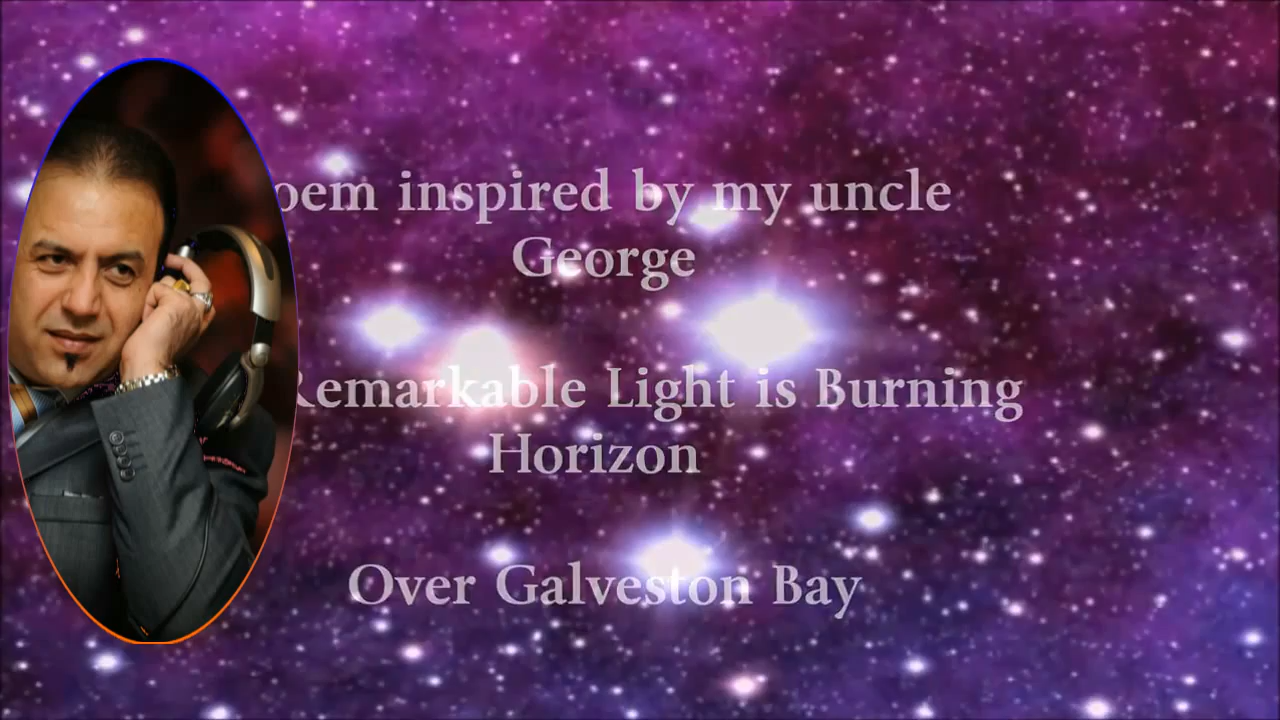 oem inspired by my uncle
George
Remarkable Light is Burning
Horizon
Over Galveston Bay